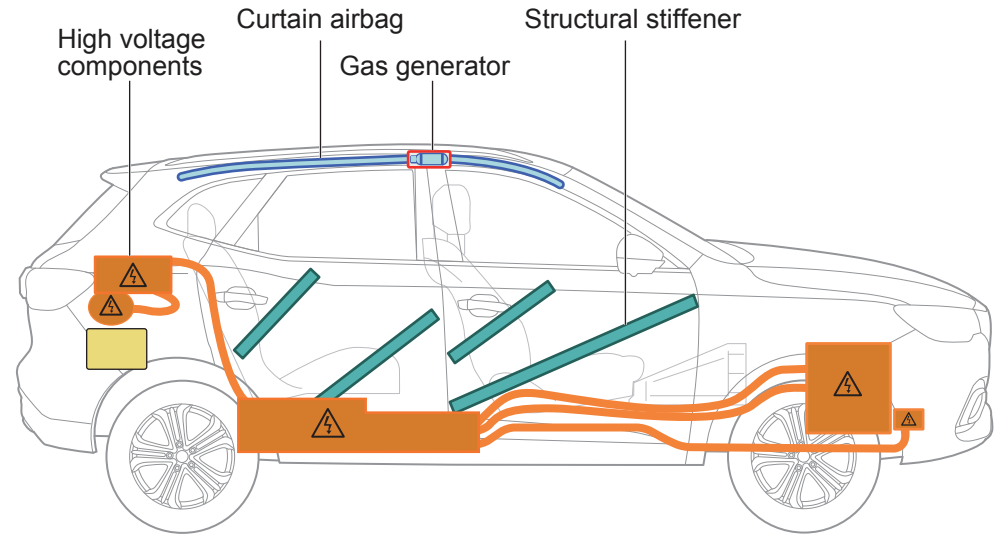 Curtain airbag
Structural stiffener
High voltage
components
Gas generator